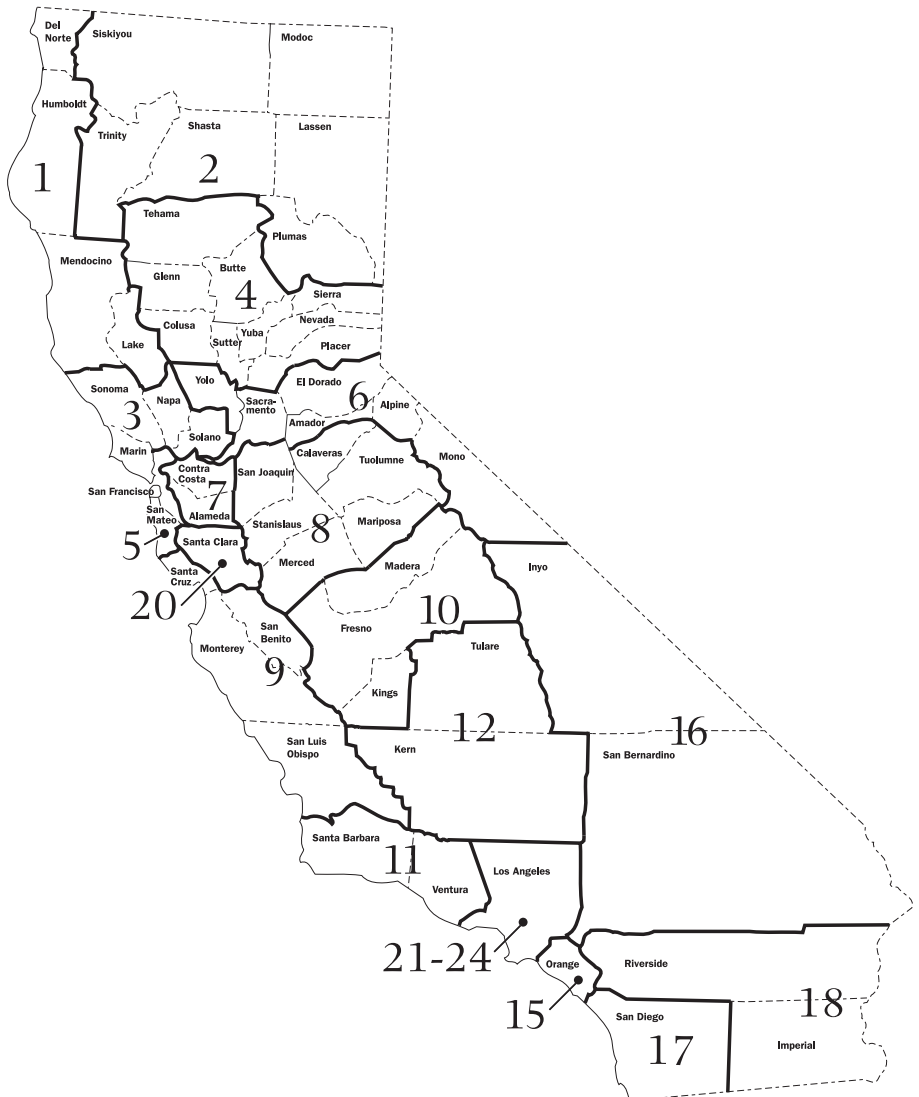 Del
Norte
Siskiyou
Modoc
Humboldt
Trinity
Shasta
Lassen
1
2
Tehama
Plumas
Mendocino
Glenn
Butte
4
Sierra
Nevada
Colusa
Yuba
Sutter
Lake
Placer
Yolo
El Dorado
Sonoma
Napa
Sacra-
mento
6
Alpine
3
Amador
Solano
Marin
Calaveras
Tuolumne
Mono
Contra
Costa
San Joaquin
San Francisco
7
San
Mateo
Alameda
Stanislaus
8
Mariposa
5
Santa Clara
Merced
Madera
Inyo
Santa
Cruz
20
10
San
Benito
Fresno
Monterey
Tulare
9
Kings
12
16
San Luis
Obispo
Kern
San Bernardino
Santa Barbara
11
Los Angeles
Ventura
21-24
Orange
Riverside
15
18
San Diego
17
Imperial